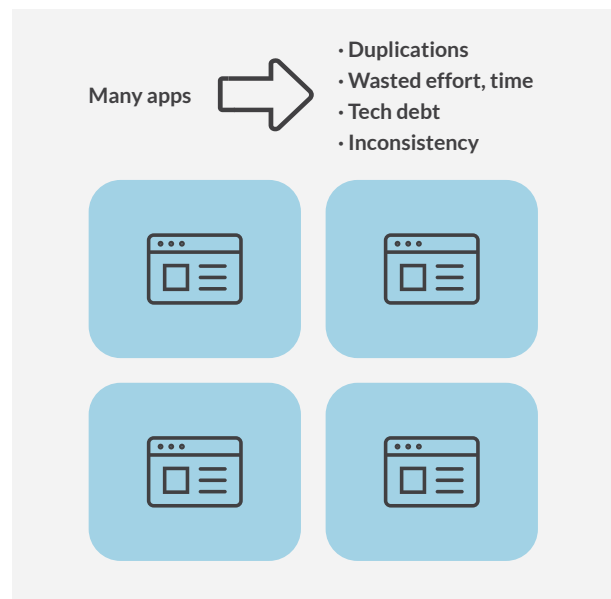 Many apps
· Duplications
· Wasted effort, time
· Tech debt
· Inconsistency